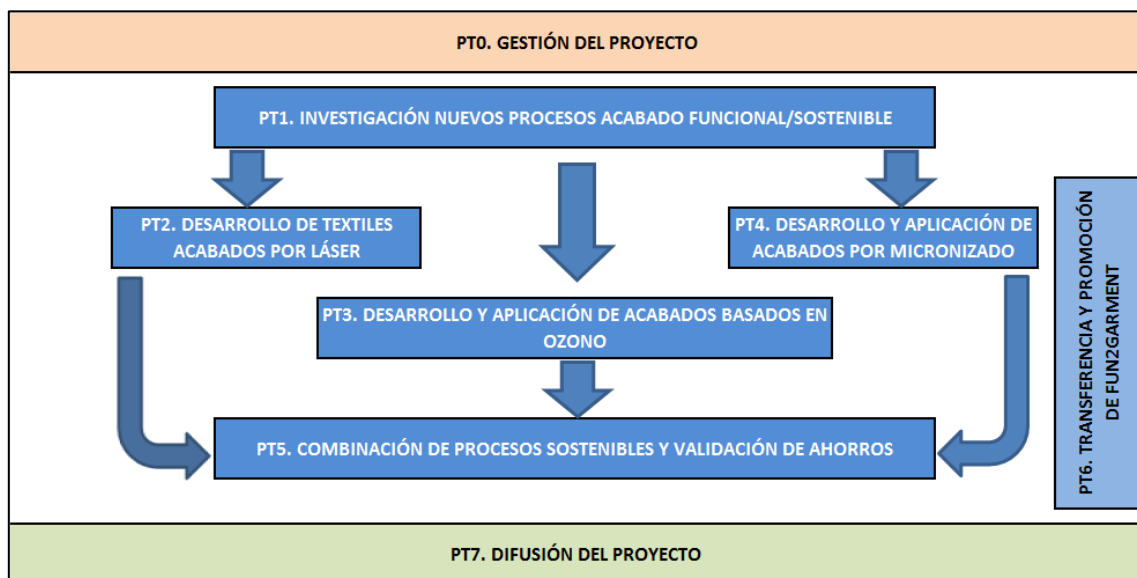 PT0. GESTIÓN DEL PROYECTO
PT1. INVESTIGACIÓN NUEVOS PROCESOS ACABADO FUNCIONAL/SOSTENIBLE
PT2. DESARROLLO DE TEXTILES
ACABADOS POR LÁSER
PT4. DESARROLLO Y APLICACIÓN DE
ACABADOS POR MICRONIZADO
PT3. DESARROLLO Y APLICACIÓN DE ACABADOS BASADOS EN
OZONO
PT5. COMBINACIÓN DE PROCESOS SOSTENIBLES Y VALIDACIÓN DE AHORROS
PT6. TRANSFERENCIA Y PROMOCIÓN
DE FUN2GARMENT
PT7. DIFUSIÓN DEL PROYECTO